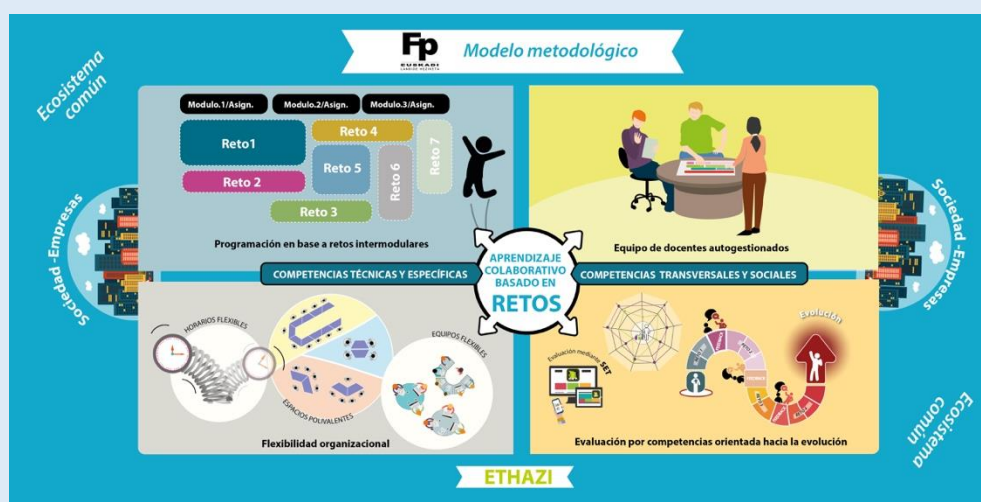 Fp
EUSKADI
LANBIDE HEZIKETA
Modelo metodológico
Ecosistema
común
Modulo.1/Asign.
Modulo.2/Asign.
Modulo.3/Asign.
Reto1
Reto 2
Reto 3
Reto 4
Reto 5
Reto 6
Reto 7
Programación en base a retos intermodulares
Equipo de docentes autogestionados
Sociedad -Empresas
Sociedad -Empresas
COMPETENCIAS TÉCNICAS Y ESPECÍFICAS
APRENDIZAJE
COLABORATIVO
BASADO EN
RETOS
COMPETENCIAS TRANSVERSALES Y SOCIALES
HORARIOS FLEXIBLES
ESPACIOS POLIVALENTES
EQUIPOS FLEXIBLES
Flexibilidad organizacional
Evaluación mediante
SET
Evolución
Evaluación por competencias orientada hacia la evolución
Ecosistema
común
ETHAZI